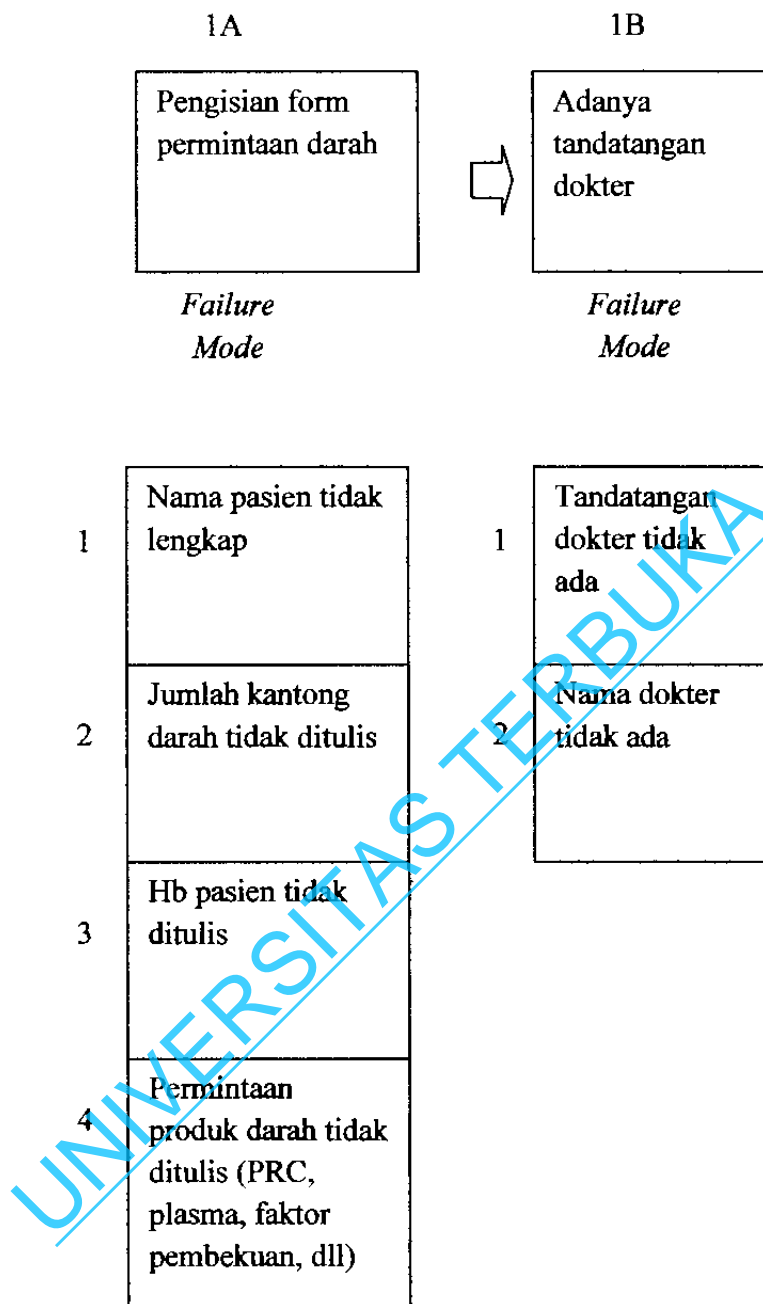 1A
1B
Pengisian form
permintaan darah
Adanya
tandatangan
dokter
Failure
Mode
Failure
Mode
1
Nama pasien tidak
lengkap
2
Jumlah kantong
darah tidak ditulis
3
Hb pasien tidak
ditulis
4
Permintaan
produk darah tidak
ditulis (PRC,
plasma, faktor
pembekuan, dll)
1
Tandatangan
dokter tidak
ada
2
Nama dokter
tidak ada
UNIVERSITAS TERBUKA